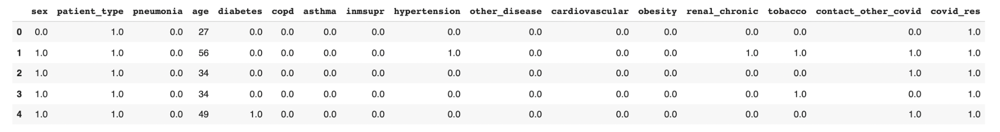 sex patient_type pneumonia age diabetes copd asthma inmsupr hypertension other_disease cardiovascular obesity renal_chronic tobacco contact_other_covid covid_res
0 0.0 1.0 0.0 27 0.0 0.0 0.0 0.0 0.0 0.0 0.0 0.0 0.0 0.0 0.0 1.0
1 1.0 1.0 0.0 56 0.0 0.0 0.0 0.0 1.0 0.0 0.0 0.0 1.0 1.0 1.0 1.0
2 1.0 1.0 0.0 34 0.0 0.0 0.0 0.0 0.0 0.0 0.0 0.0 0.0 0.0 1.0 1.0
3 1.0 1.0 0.0 34 0.0 0.0 0.0 0.0 0.0 0.0 0.0 0.0 0.0 1.0 0.0 1.0
4 1.0 1.0 0.0 49 1.0 0.0 0.0 0.0 0.0 0.0 0.0 0.0 0.0 0.0 1.0 1.0